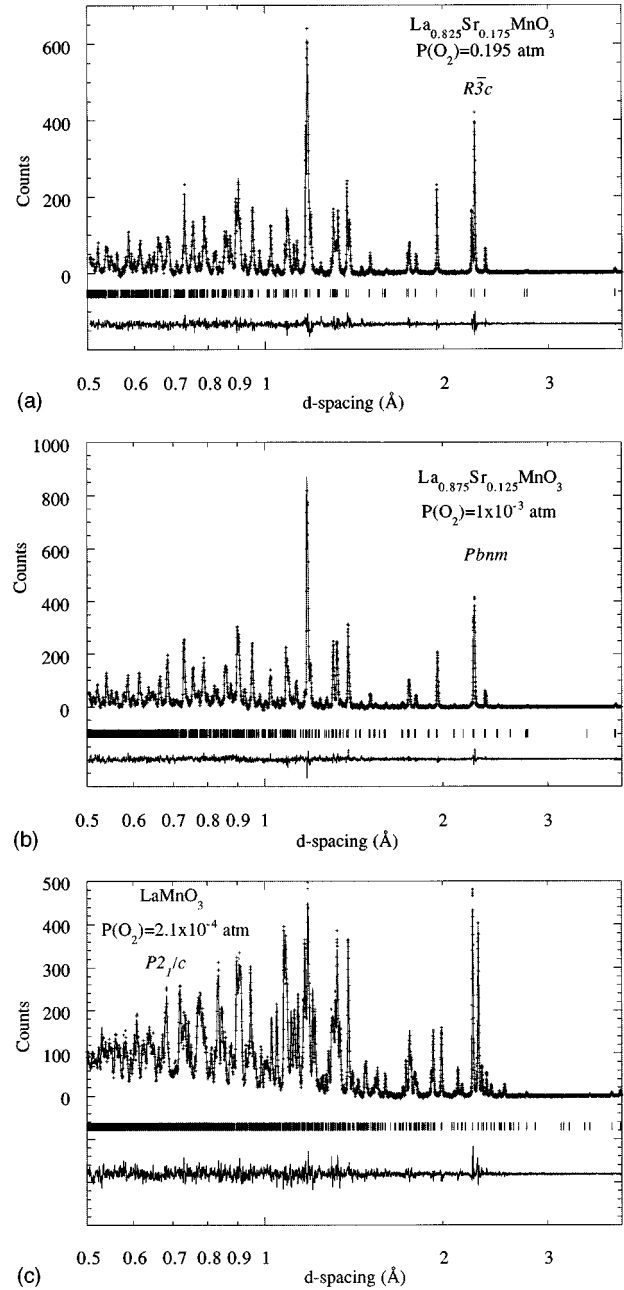 La0.825Sr0.175MnO3
P(O2)=0.195 atm
R3̅c
600
400
200
0
Counts
0.5 0.6 0.7 0.8 0.9 1 2 3
d-spacing (Å)
(a)
La0.875Sr0.125MnO3
P(O2)=1x10-3 atm
Pbnm
1000
800
600
400
200
0
Counts
0.5 0.6 0.7 0.8 0.9 1 2 3
d-spacing (Å)
(b)
LaMnO3
P(O2)=2.1x10-4 atm
P21/c
500
400
300
200
100
0
Counts
0.5 0.6 0.7 0.8 0.9 1 2 3
d-spacing (Å)
(c)